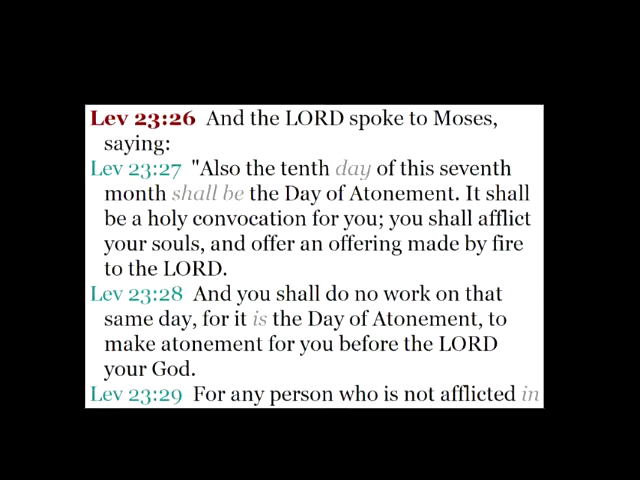 Lev 23:26 And the LORD spoke to Moses,
saying:
Lev 23:27 "Also the tenth day of this seventh
month shall be the Day of Atonement. It shall
be a holy convocation for you; you shall afflict
your souls, and offer an offering made by fire
to the LORD.
Lev 23:28 And you shall do no work on that
same day, for it is the Day of Atonement, to
make atonement for you before the LORD
your God.
Lev 23:29 For any person who is not afflicted in